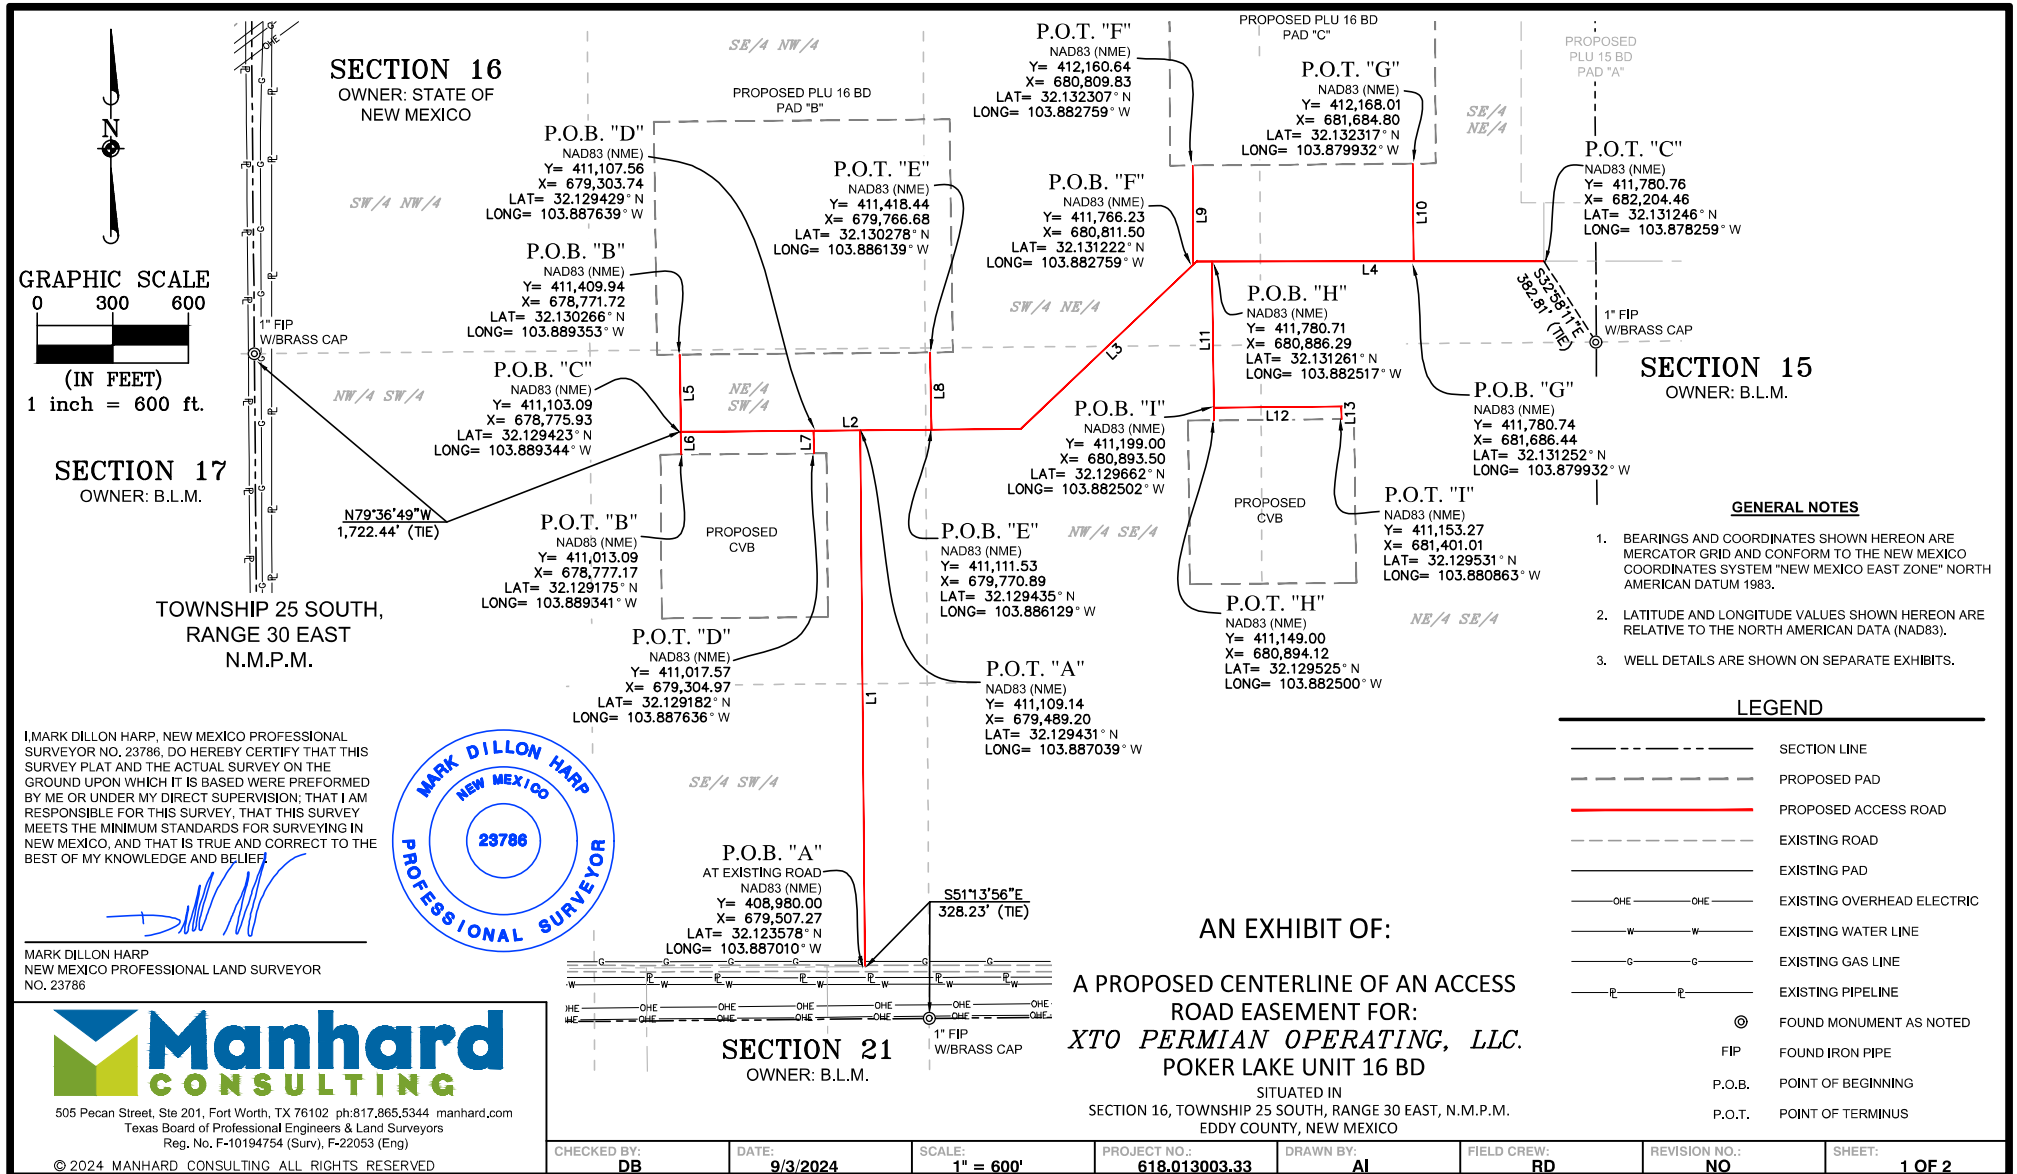 N
GRAPHIC SCALE
0 300 600
(IN FEET)
1 inch = 600 ft.
SECTION 16
OWNER: STATE OF
NEW MEXICO
SE/4 NW/4
SW/4 NW/4
PROPOSED PLU 16 BD
PAD "B"
PROPOSED PLU 16 BD
PAD "C"
PROPOSED
PLU 15 BD
PAD "A"
SE/4
NE/4
P.O.T. "F"
NAD83 (NME)
Y= 412,160.64
X= 680,809.83
LAT= 32.132307° N
LONG= 103.882759° W
P.O.T. "G"
NAD83 (NME)
Y= 412,168.01
X= 681,684.80
LAT= 32.132317° N
LONG= 103.879932° W
P.O.T. "C"
NAD83 (NME)
Y= 411,780.76
X= 682,204.46
LAT= 32.131246° N
LONG= 103.878259° W
P.O.B. "D"
NAD83 (NME)
Y= 411,107.56
X= 679,303.74
LAT= 32.129429° N
LONG= 103.887639° W
P.O.T. "E"
NAD83 (NME)
Y= 411,418.44
X= 679,766.68
LAT= 32.130278° N
LONG= 103.886139° W
P.O.B. "F"
NAD83 (NME)
Y= 411,766.23
X= 680,811.50
LAT= 32.131222° N
LONG= 103.882759° W
P.O.B. "B"
NAD83 (NME)
Y= 411,409.94
X= 678,771.72
LAT= 32.130266° N
LONG= 103.889353° W
P.O.B. "H"
NAD83 (NME)
Y= 411,780.71
X= 680,886.29
LAT= 32.131261° N
LONG= 103.882517° W
L9
L10
L4
L11
L3
SW/4 NE/4
S32°58'11"E
382.81' (TIE)
1" FIP
W/BRASS CAP
SECTION 15
OWNER: B.L.M.
1" FIP
W/BRASS CAP
NW/4 SW/4
P.O.B. "C"
NAD83 (NME)
Y= 411,103.09
X= 678,775.93
LAT= 32.129423° N
LONG= 103.889344° W
L5
NE/4
SW/4
L2
L8
L6
L7
P.O.B. "I"
NAD83 (NME)
Y= 411,199.00
X= 680,893.50
LAT= 32.129662° N
LONG= 103.882502° W
L12
L13
P.O.B. "G"
NAD83 (NME)
Y= 411,780.74
X= 681,686.44
LAT= 32.131252° N
LONG= 103.879932° W
SECTION 17
OWNER: B.L.M.
N79°36'49"W
1,722.44' (TIE)
P.O.T. "B"
NAD83 (NME)
Y= 411,013.09
X= 678,777.17
LAT= 32.129175° N
LONG= 103.889341° W
PROPOSED
CVB
P.O.B. "E"
NAD83 (NME)
Y= 411,111.53
X= 679,770.89
LAT= 32.129435° N
LONG= 103.886129° W
NW/4 SE/4
PROPOSED
CVB
P.O.T. "I"
NAD83 (NME)
Y= 411,153.27
X= 681,401.01
LAT= 32.129531° N
LONG= 103.880863° W
P.O.T. "H"
NAD83 (NME)
Y= 411,149.00
X= 680,894.12
LAT= 32.129525° N
LONG= 103.882500° W
NE/4 SE/4
TOWNSHIP 25 SOUTH,
RANGE 30 EAST
N.M.P.M.
P.O.T. "D"
NAD83 (NME)
Y= 411,017.57
X= 679,304.97
LAT= 32.129182° N
LONG= 103.887636° W
L1
P.O.T. "A"
NAD83 (NME)
Y= 411,109.14
X= 679,489.20
LAT= 32.129431° N
LONG= 103.887039° W
SE/4 SW/4
GENERAL NOTES
1. BEARINGS AND COORDINATES SHOWN HEREON ARE
MERCATOR GRID AND CONFORM TO THE NEW MEXICO
COORDINATES SYSTEM "NEW MEXICO EAST ZONE" NORTH
AMERICAN DATUM 1983.
2. LATITUDE AND LONGITUDE VALUES SHOWN HEREON ARE
RELATIVE TO THE NORTH AMERICAN DATA (NAD83).
3. WELL DETAILS ARE SHOWN ON SEPARATE EXHIBITS.
LEGEND
SECTION LINE
PROPOSED PAD
PROPOSED ACCESS ROAD
EXISTING ROAD
EXISTING PAD
OHE OHE EXISTING OVERHEAD ELECTRIC
W W EXISTING WATER LINE
G G EXISTING GAS LINE
PL PL EXISTING PIPELINE
FOUND MONUMENT AS NOTED
FIP FOUND IRON PIPE
P.O.B. POINT OF BEGINNING
P.O.T. POINT OF TERMINUS
I,MARK DILLON HARP, NEW MEXICO PROFESSIONAL
SURVEYOR NO. 23786, DO HEREBY CERTIFY THAT THIS
SURVEY PLAT AND THE ACTUAL SURVEY ON THE
GROUND UPON WHICH IT IS BASED WERE PREFORMED
BY ME OR UNDER MY DIRECT SUPERVISION; THAT I AM
RESPONSIBLE FOR THIS SURVEY, THAT THIS SURVEY
MEETS THE MINIMUM STANDARDS FOR SURVEYING IN
NEW MEXICO, AND THAT IS TRUE AND CORRECT TO THE
BEST OF MY KNOWLEDGE AND BELIEF.
MARK DILLON HARP
NEW MEXICO PROFESSIONAL LAND SURVEYOR
NO. 23786
MARK DILLON HARP
NEW MEXICO
23786
PROFESSIONAL SURVEYOR
P.O.B. "A"
AT EXISTING ROAD
NAD83 (NME)
Y= 408,980.00
X= 679,507.27
LAT= 32.123578° N
LONG= 103.887010° W
S51°13'56"E
328.23' (TIE)
1" FIP
W/BRASS CAP
SECTION 21
OWNER: B.L.M.
AN EXHIBIT OF:
A PROPOSED CENTERLINE OF AN ACCESS
ROAD EASEMENT FOR:
XTO PERMIAN OPERATING, LLC.
POKER LAKE UNIT 16 BD
SITUATED IN
SECTION 16, TOWNSHIP 25 SOUTH, RANGE 30 EAST, N.M.P.M.
EDDY COUNTY, NEW MEXICO
Manhard
CONSULTING
505 Pecan Street, Ste 201, Fort Worth, TX 76102 ph:817.865.5344 manhard.com
Texas Board of Professional Engineers & Land Surveyors
Reg. No. F-10194754 (Surv), F-22053 (Eng)
© 2024 MANHARD CONSULTING ALL RIGHTS RESERVED
CHECKED BY: DB
DATE: 9/3/2024
SCALE: 1" = 600'
PROJECT NO.: 618.013003.33
DRAWN BY: AI
FIELD CREW: RD
REVISION NO.: NO
SHEET: 1 OF 2